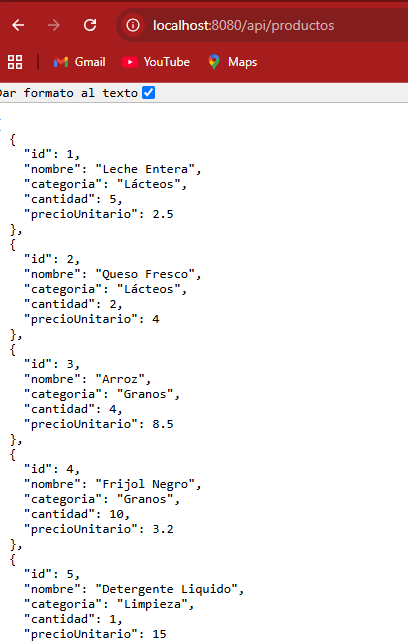 localhost:8080/api/productos
Gmail YouTube Maps
Dar formato al texto
{
"id": 1,
"nombre": "Leche Entera",
"categoria": "Lácteos",
"cantidad": 5,
"precioUnitario": 2.5
},
{
"id": 2,
"nombre": "Queso Fresco",
"categoria": "Lácteos",
"cantidad": 2,
"precioUnitario": 4
},
{
"id": 3,
"nombre": "Arroz",
"categoria": "Granos",
"cantidad": 4,
"precioUnitario": 8.5
},
{
"id": 4,
"nombre": "Frijol Negro",
"categoria": "Granos",
"cantidad": 10,
"precioUnitario": 3.2
},
{
"id": 5,
"nombre": "Detergente Liquido",
"categoria": "Limpieza",
"cantidad": 1,
"precioUnitario": 15